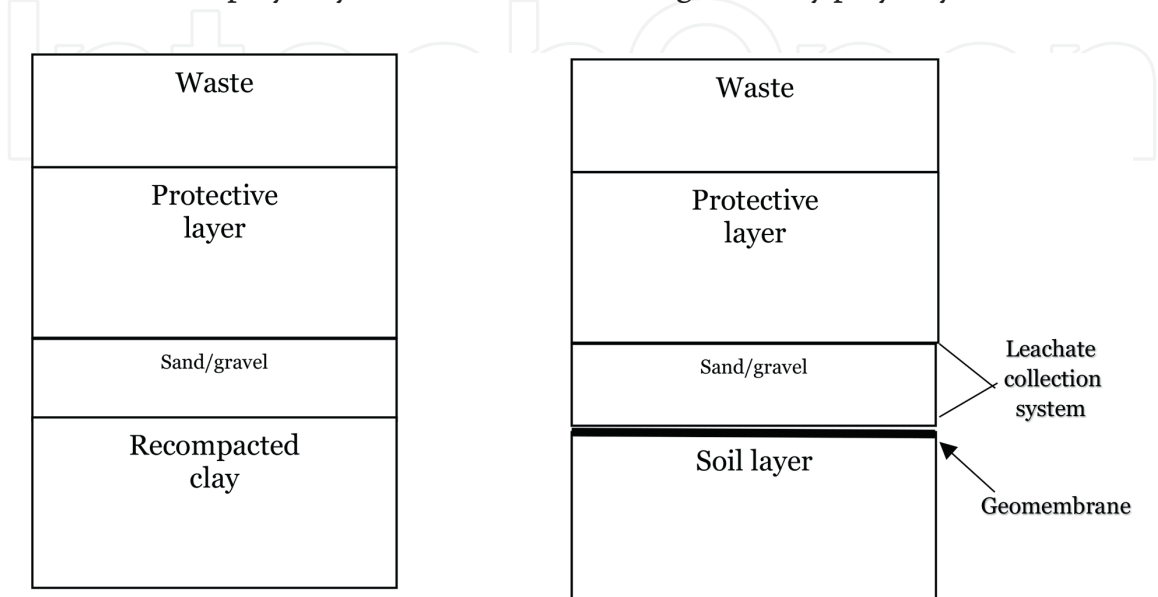 Waste
Protective
layer
Sand/gravel
Recompacted
clay
Waste
Protective
layer
Sand/gravel
Leachate
collection
system
Soil layer
Geomembrane